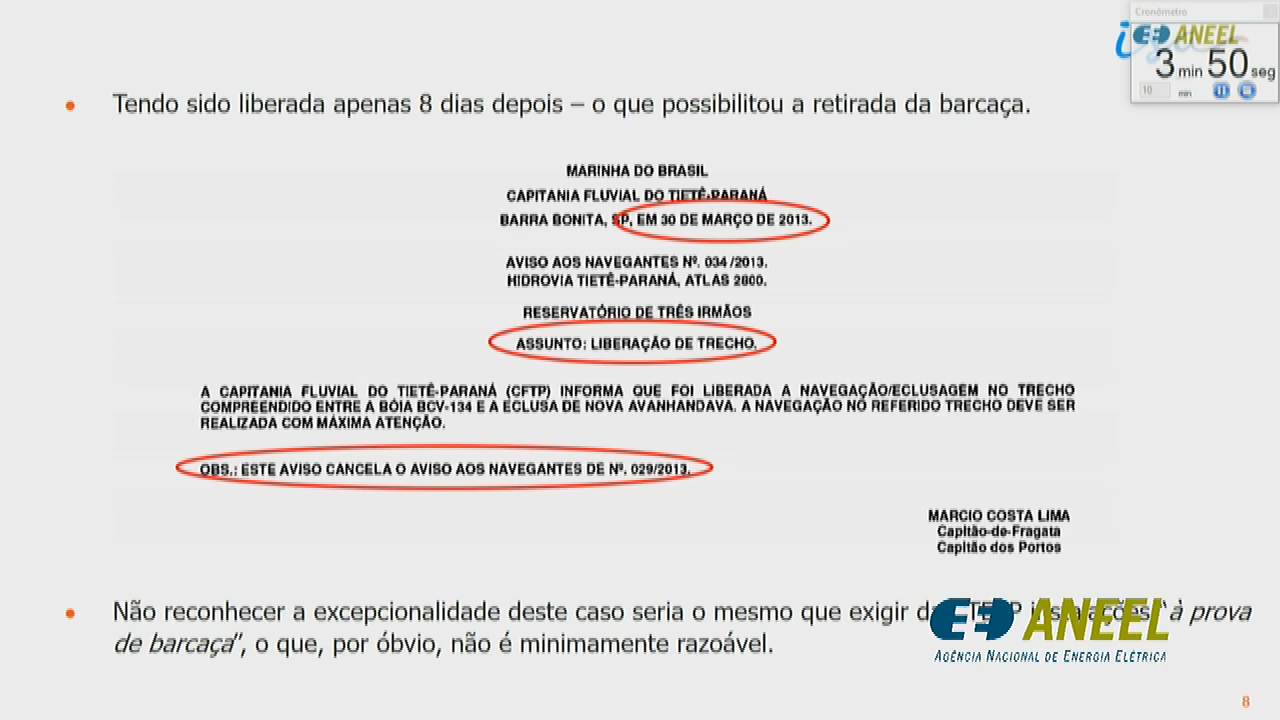 Cronômetro
ANEEL
3 min 50 seg
10 min
• Tendo sido liberada apenas 8 dias depois – o que possibilitou a retirada da barcaça.
MARINHA DO BRASIL
CAPITANIA FLUVIAL DO TIETÊ-PARANÁ
BARRA BONITA, SP, EM 30 DE MARÇO DE 2013.
AVISO AOS NAVEGANTES Nº. 034/2013.
HIDROVIA TIETÊ-PARANÁ, ATLAS 2800.
RESERVATÓRIO DE TRÊS IRMÃOS
ASSUNTO: LIBERAÇÃO DE TRECHO.
A CAPITANIA FLUVIAL DO TIETÊ-PARANÁ (CFTP) INFORMA QUE FOI LIBERADA A NAVEGAÇÃO/ECLUSAGEM NO TRECHO
COMPREENDIDO ENTRE A BÓIA BCV-134 E A ECLUSA DE NOVA AVANHANDAVA. A NAVEGAÇÃO NO REFERIDO TRECHO DEVE SER
REALIZADA COM MÁXIMA ATENÇÃO.
OBS.: ESTE AVISO CANCELA O AVISO AOS NAVEGANTES DE Nº. 029/2013.
MARCIO COSTA LIMA
Capitão-de-Fragata
Capitão dos Portos
• Não reconhecer a excepcionalidade deste caso seria o mesmo que exigir "à prova
de barcaça", o que, por óbvio, não é minimamente razoável.
ANEEL
AGÊNCIA NACIONAL DE ENERGIA ELÉTRICA
8